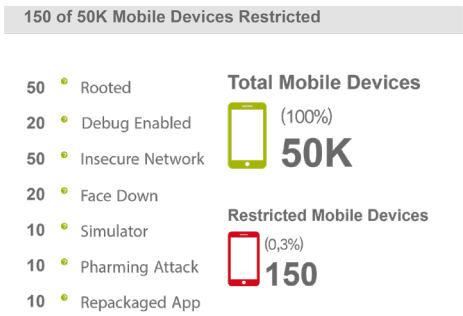 150 of 50K Mobile Devices Restricted
50 Rooted
20 Debug Enabled
50 Insecure Network
20 Face Down
10 Simulator
10 Pharming Attack
10 Repackaged App
Total Mobile Devices
(100%)
50K
Restricted Mobile Devices
(0,3%)
150